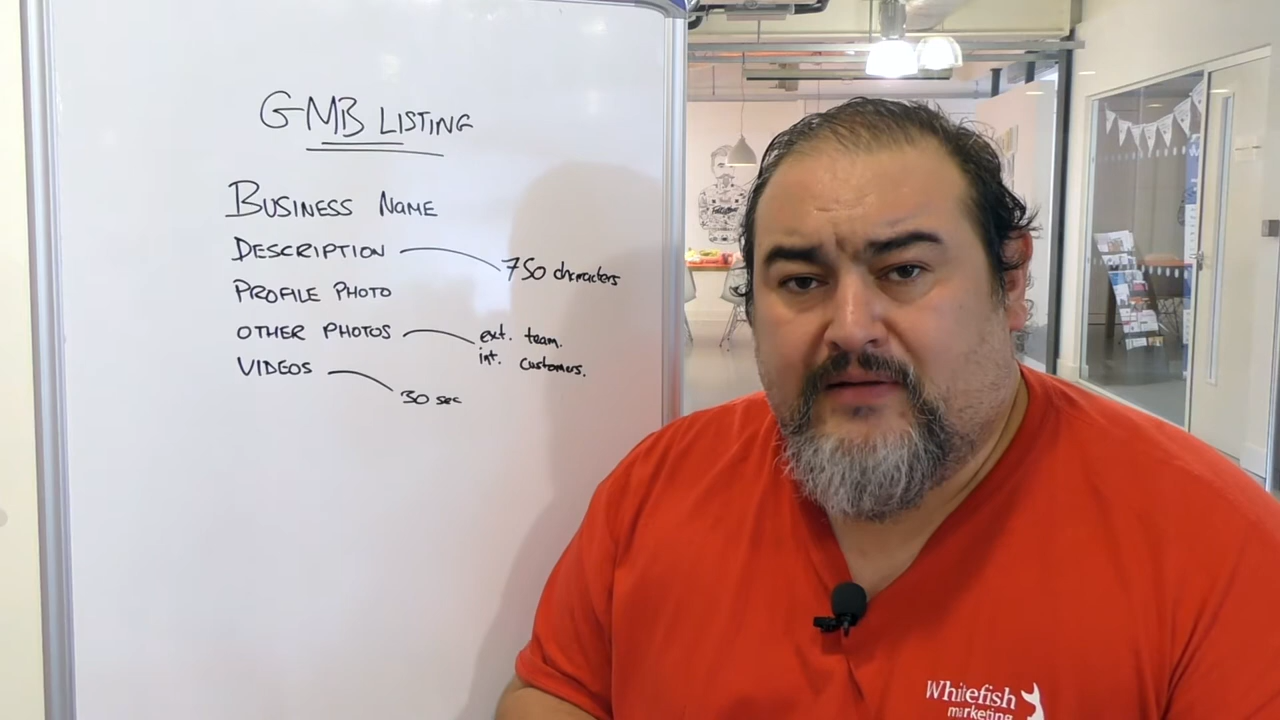 GMB LISTING
BUSINESS NAME
DESCRIPTION
750 characters
PROFILE PHOTO
OTHER PHOTOS
ext. team.
int. customers.
VIDEOS
30 sec
Whitefish
marketing